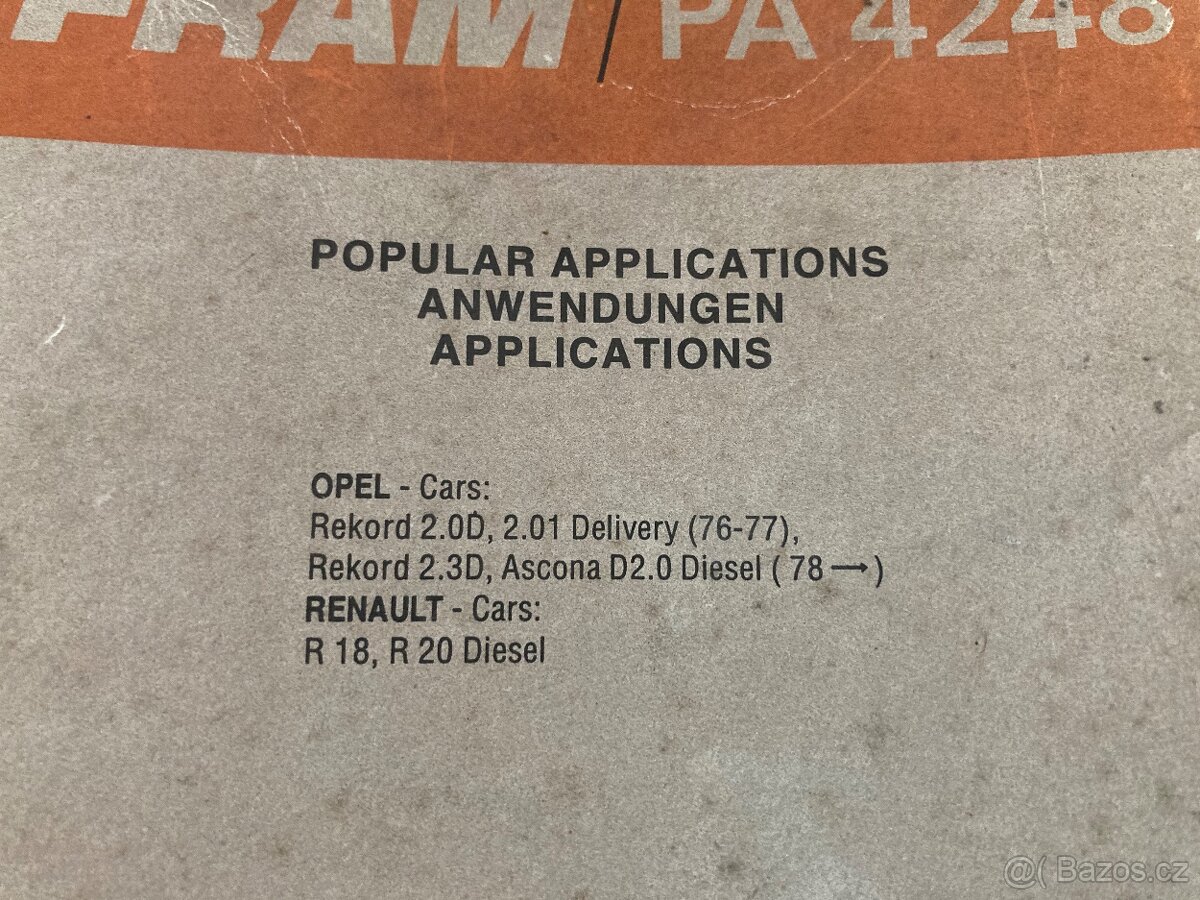 FRAM / PA 4248
POPULAR APPLICATIONS
ANWENDUNGEN
APPLICATIONS
OPEL - Cars:
Rekord 2.0D, 2.01 Delivery (76-77),
Rekord 2.3D, Ascona D2.0 Diesel ( 78 → )
RENAULT - Cars:
R 18, R 20 Diesel
@( Bazos.cz